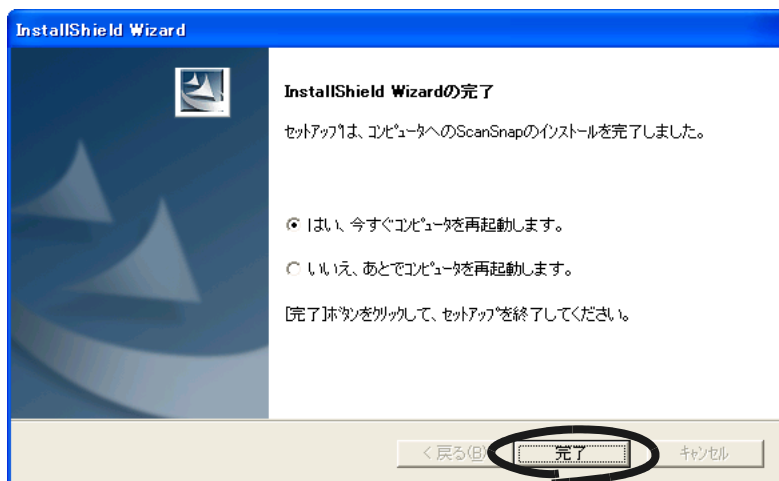 InstallShield Wizard
InstallShield Wizardの完了
セットアップは、コンピュータへのScanSnapのインストールを完了しました。
はい、今すぐコンピュータを再起動します。
いいえ、あとでコンピュータを再起動します。
[完了]ボタンをクリックして、セットアップを終了してください。
< 戻る(B)
完了
キャンセル